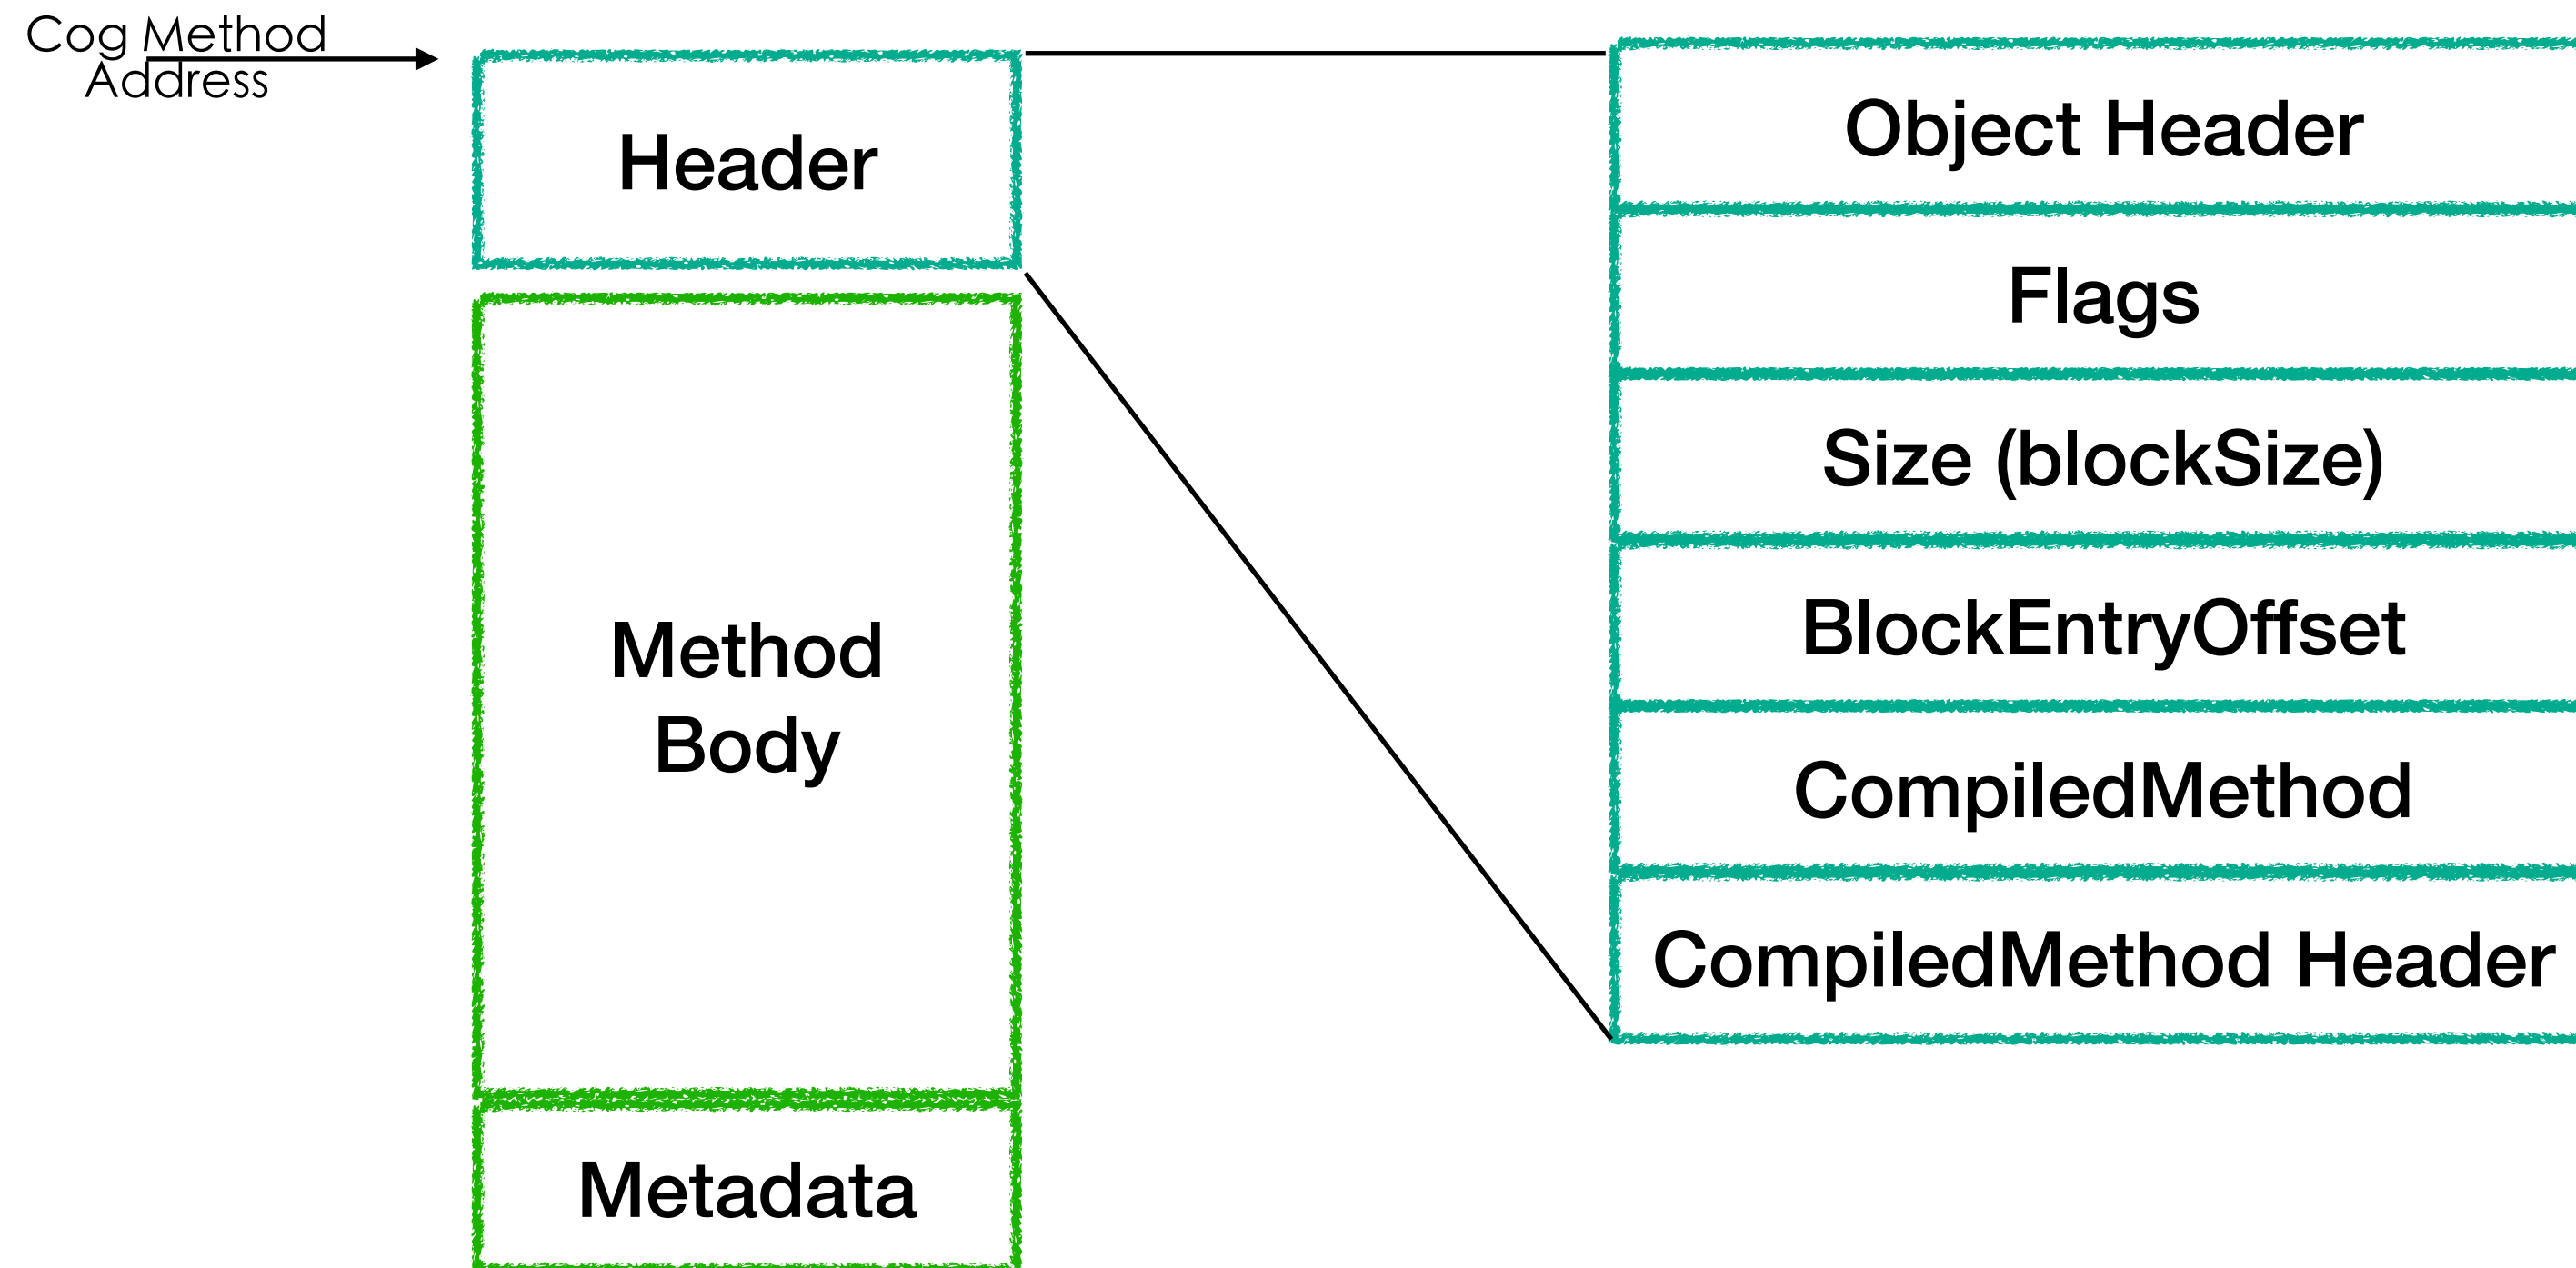 Cog Method
Address
Header
Method
Body
Metadata
Object Header
Flags
Size (blockSize)
BlockEntryOffset
CompiledMethod
CompiledMethod Header